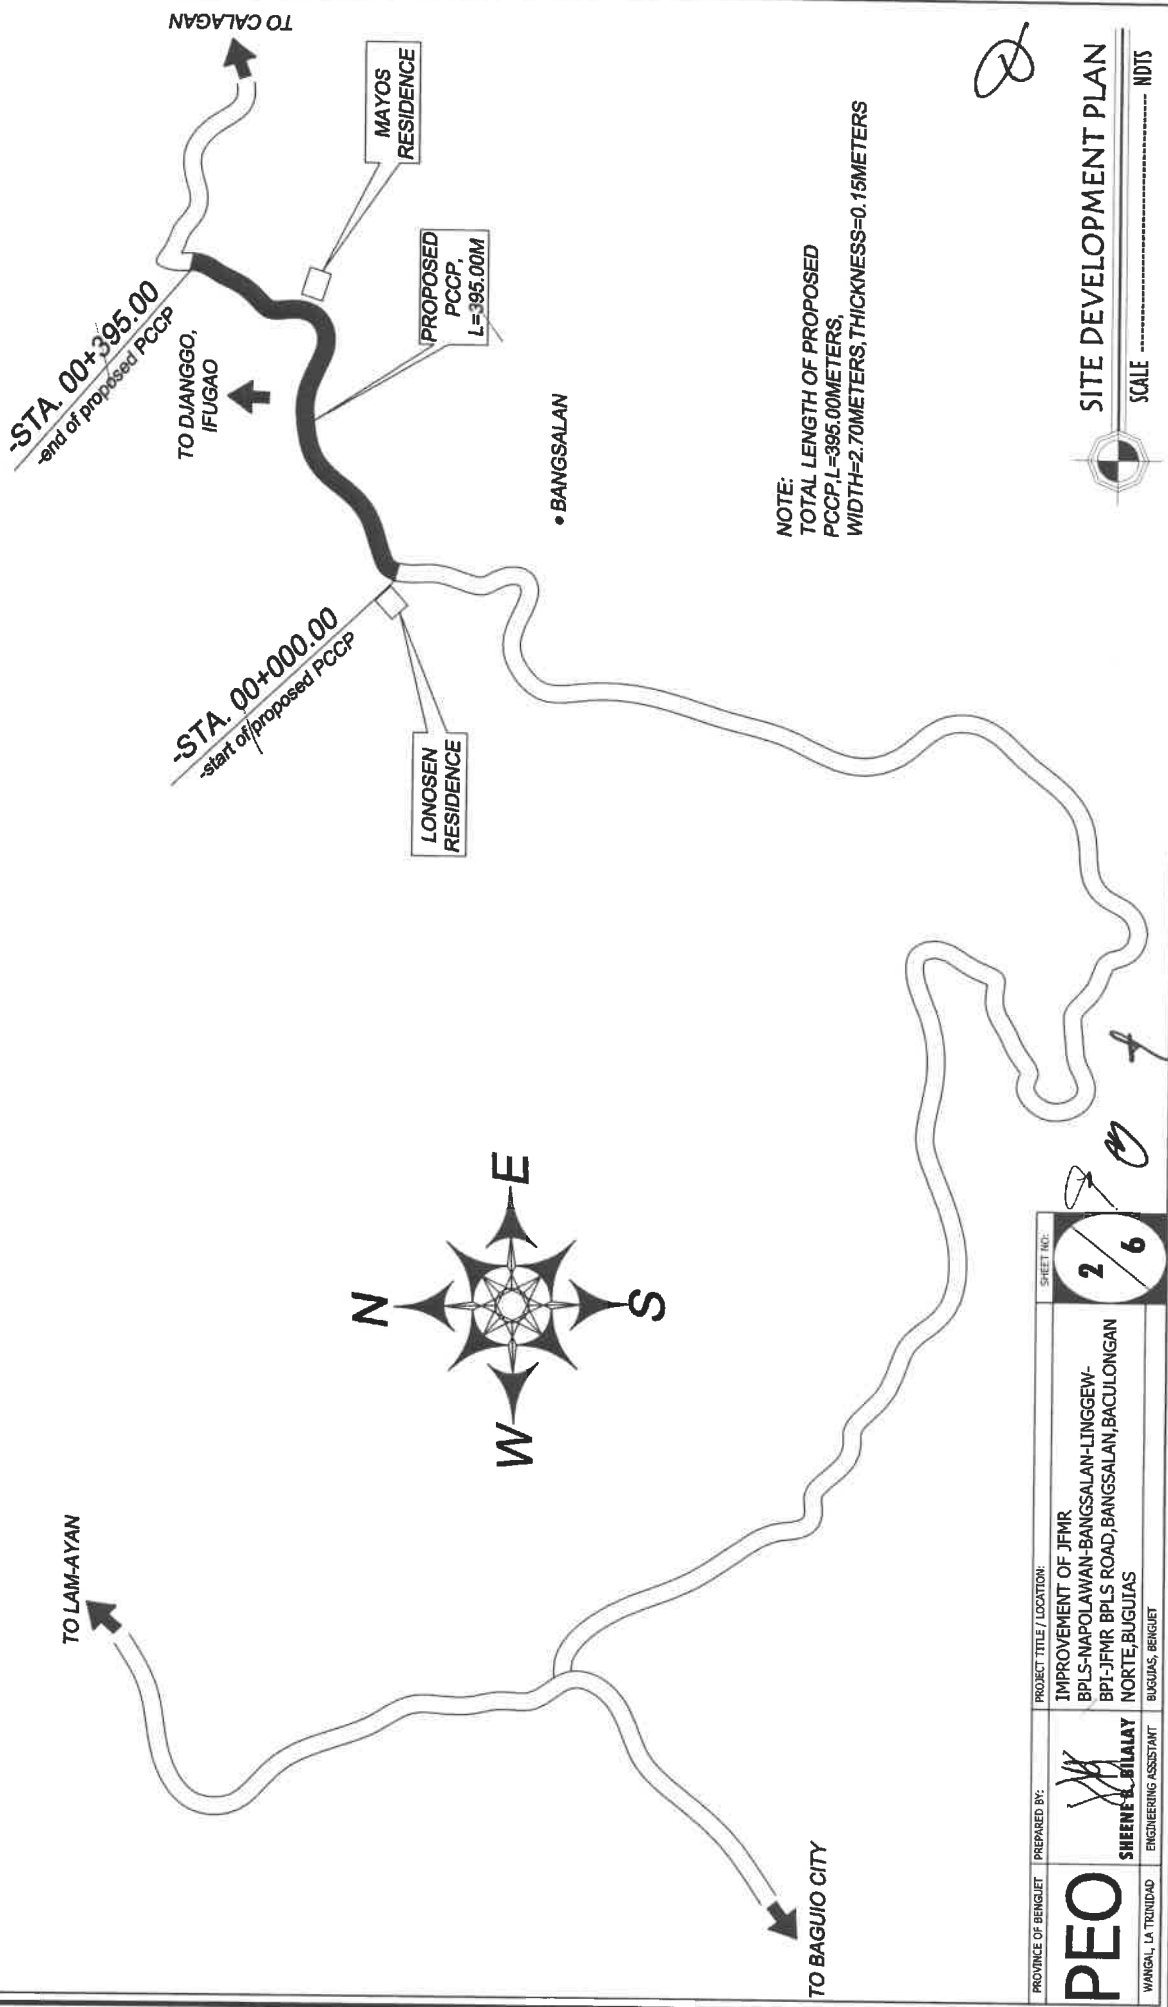 TO LAM-AYAN
TO BAGUIO CITY
N
W
E
S
-STA. 00+000.00
-start of proposed PCCP
LONOSEN
RESIDENCE
-STA. 00+395.00
-end of proposed PCCP
TO DJANGGO,
IFUGAO
TO CALAGAN
MAYOS
RESIDENCE
PROPOSED
PCCP,
L=395.00M
• BANGSALAN
NOTE:
TOTAL LENGTH OF PROPOSED
PCCP,L=395.00METERS,
WIDTH=2.70METERS,THICKNESS=0.15METERS
SITE DEVELOPMENT PLAN
SCALE ---------------------------- NDTS
PROVINCE OF BENGUET
PEO
WANGAL, LA TRINIDAD
PREPARED BY:
SHEENE B. BILALAY
ENGINEERING ASSISTANT
PROJECT TITLE / LOCATION:
IMPROVEMENT OF JFMR
BPLS-NAPOLAWAN-BANGSALAN-LINGGEW-
BPI-JFMR BPLS ROAD,BANGSALAN,BACULONGAN
NORTE,BUGUIAS
BUGUIAS, BENGUET
SHEET NO:
2/6